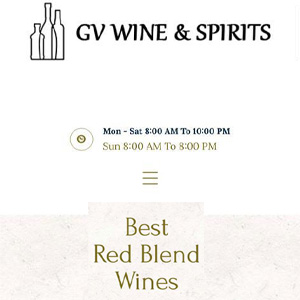 GV WINE & SPIRITS
Mon - Sat 8:00 AM To 10:00 PM
Sun 8:00 AM To 8:00 PM
Best
Red Blend
Wines